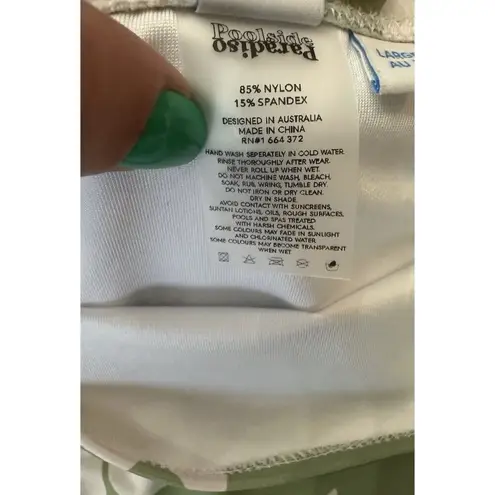 Poolside
Paradiso
LARGE
AU
85% NYLON
15% SPANDEX
DESIGNED IN AUSTRALIA
MADE IN CHINA
RN#1 664 372
HAND WASH SEPERATELY IN COLD WATER
RINSE THOROUGHLY AFTER WEAR.
NEVER ROLL UP WHEN WET.
DO NOT MACHINE WASH, BLEACH,
SOAK, RUB, WRING, TUMBLE DRY.
DO NOT IRON OR DRY CLEAN.
DRY IN SHADE.
AVOID CONTACT WITH SUNSCREENS,
SUNTAN LOTIONS, OILS, ROUGH SURFACES,
POOLS AND SPAS TREATED
WITH HARSH CHEMICALS.
SOME COLOURS MAY FADE IN SUNLIGHT
AND CHLORINATED WATER
SOME COLOURS MAY BECOME TRANSPARENT
WHEN WET